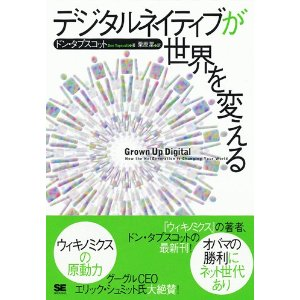 デジタルネイティブが
世界を変える
ドン・タプスコット Don Tapscott 著 栗原潔 訳
Grown Up Digital
How the Net Generation Is Changing Your World
「ウィキノミクス」の著者、
ドン・タプスコットの
最新刊!
ウィキノミクス
の原動力
オバマの
勝利に
ネット世代
あり
グーグルCEO
エリック・シュミット氏大絶賛!
SE
SHOEISHA